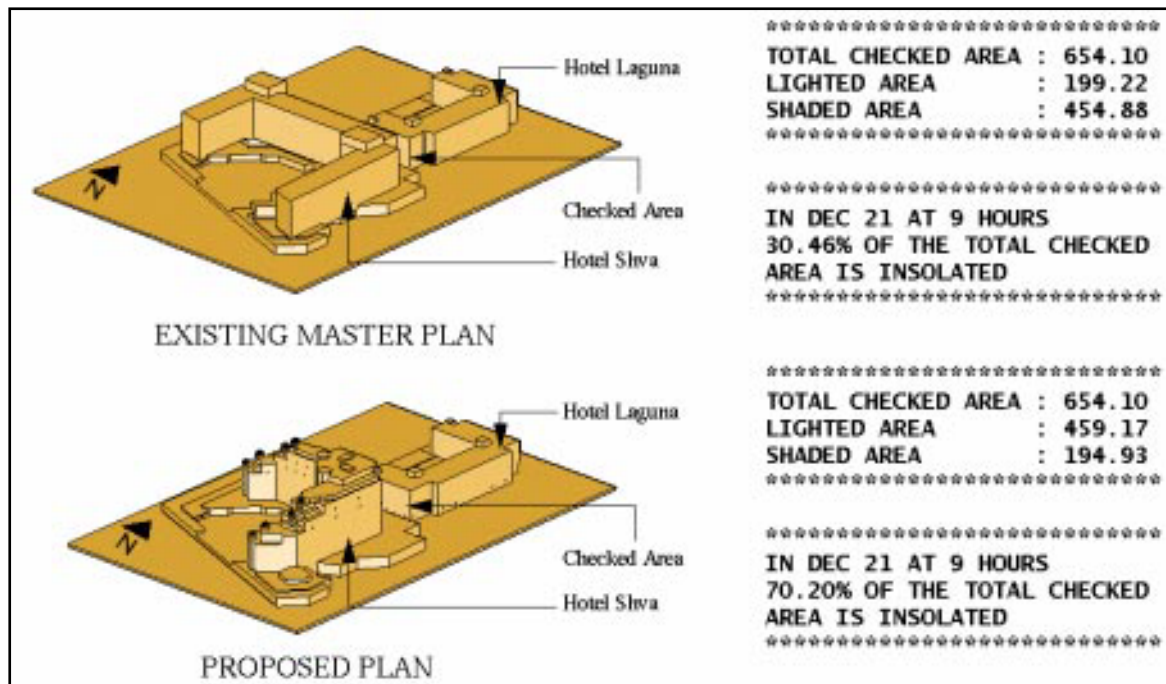 Hotel Laguna
Checked Area
Hotel Shva
N
EXISTING MASTER PLAN
****************************
TOTAL CHECKED AREA : 654.10
LIGHTED AREA : 199.22
SHADED AREA : 454.88
****************************
****************************
IN DEC 21 AT 9 HOURS
30.46% OF THE TOTAL CHECKED
AREA IS INSOLATED
****************************
Hotel Laguna
Checked Area
Hotel Shva
N
PROPOSED PLAN
****************************
TOTAL CHECKED AREA : 654.10
LIGHTED AREA : 459.17
SHADED AREA : 194.93
****************************
****************************
IN DEC 21 AT 9 HOURS
70.20% OF THE TOTAL CHECKED
AREA IS INSOLATED
****************************